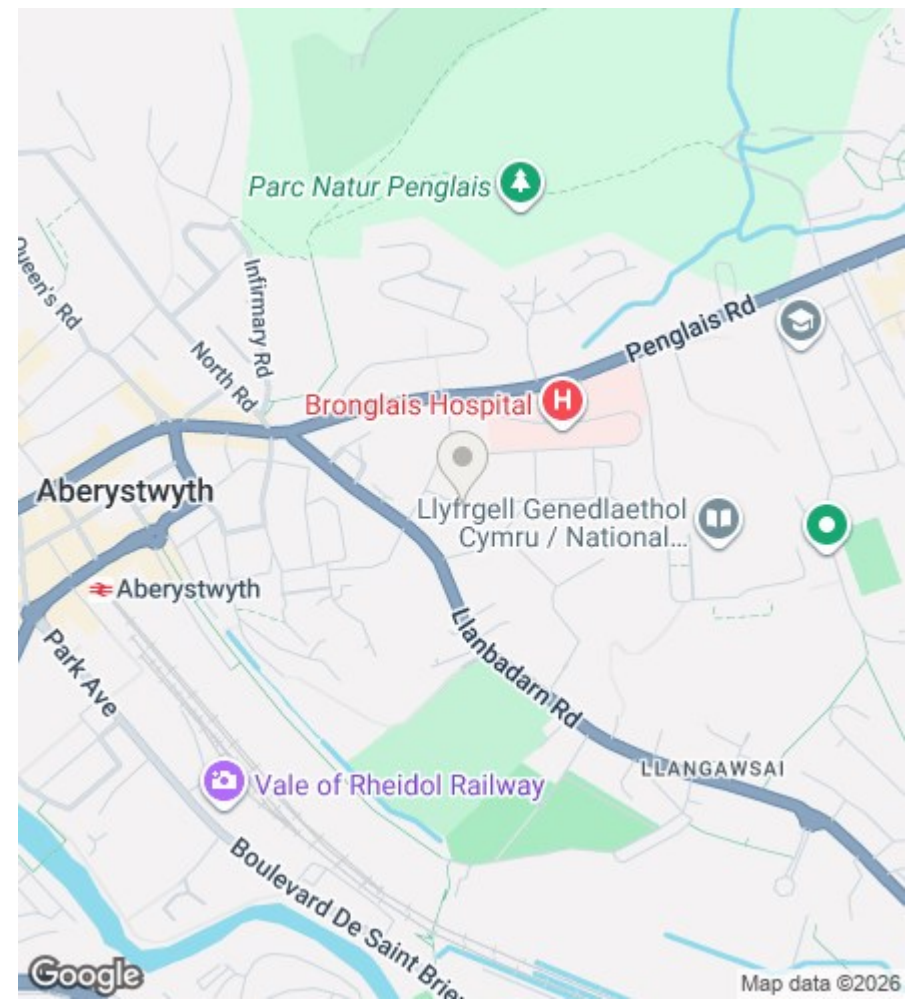 Parc Natur Penglais
Queen's Rd
Infirmary Rd
North Rd
Penglais Rd
Bronglais Hospital
H
Aberystwyth
Llyfrgell Genedlaethol
Cymru / National...
Aberystwyth
Llanbadarn Rd
Park Ave
LLANGAWSAI
Vale of Rheidol Railway
Boulevard De Saint Brieu
Google
Map data ©2026